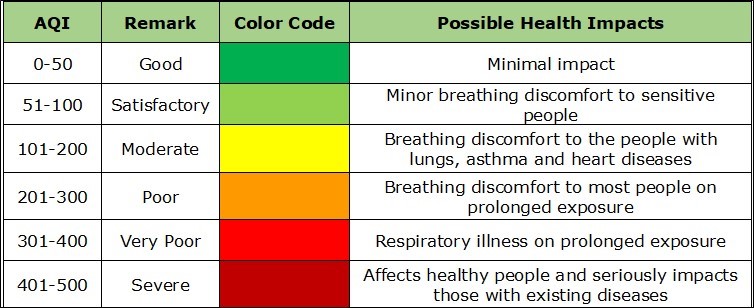 AQI Remark Color Code Possible Health Impacts
0-50 Good Minimal impact
51-100 Satisfactory Minor breathing discomfort to sensitive
people
101-200 Moderate Breathing discomfort to the people with
lungs, asthma and heart diseases
201-300 Poor Breathing discomfort to most people on
prolonged exposure
301-400 Very Poor Respiratory illness on prolonged exposure
401-500 Severe Affects healthy people and seriously impacts
those with existing diseases